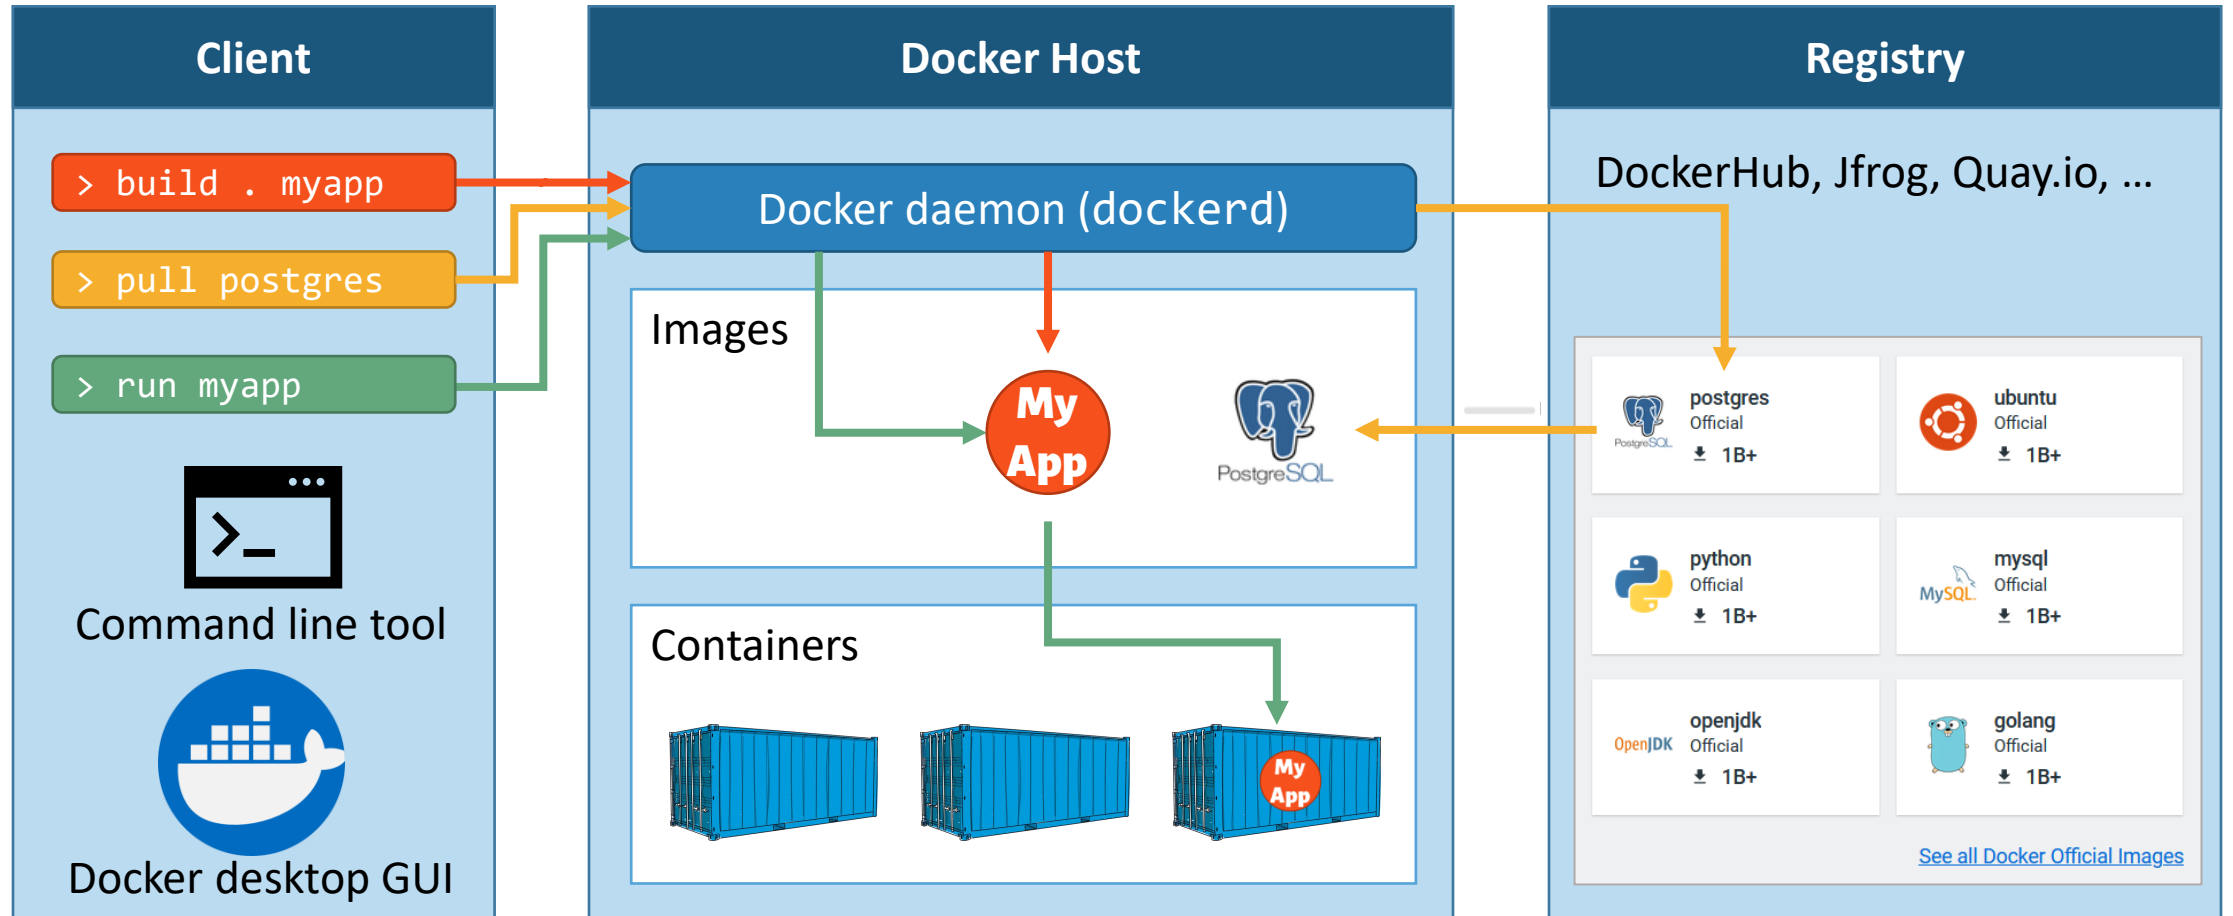 Client
> build . myapp
> pull postgres
> run myapp
Command line tool
Docker desktop GUI
Docker Host
Docker daemon (dockerd)
Images
My
App
PostgreSQL
Containers
My
App
Registry
DockerHub, Jfrog, Quay.io, ...
PostgreSQL
postgres
Official
1B+
ubuntu
Official
1B+
python
Official
1B+
MySQL
mysql
Official
1B+
OpenJDK
openjdk
Official
1B+
golang
Official
1B+
See all Docker Official Images